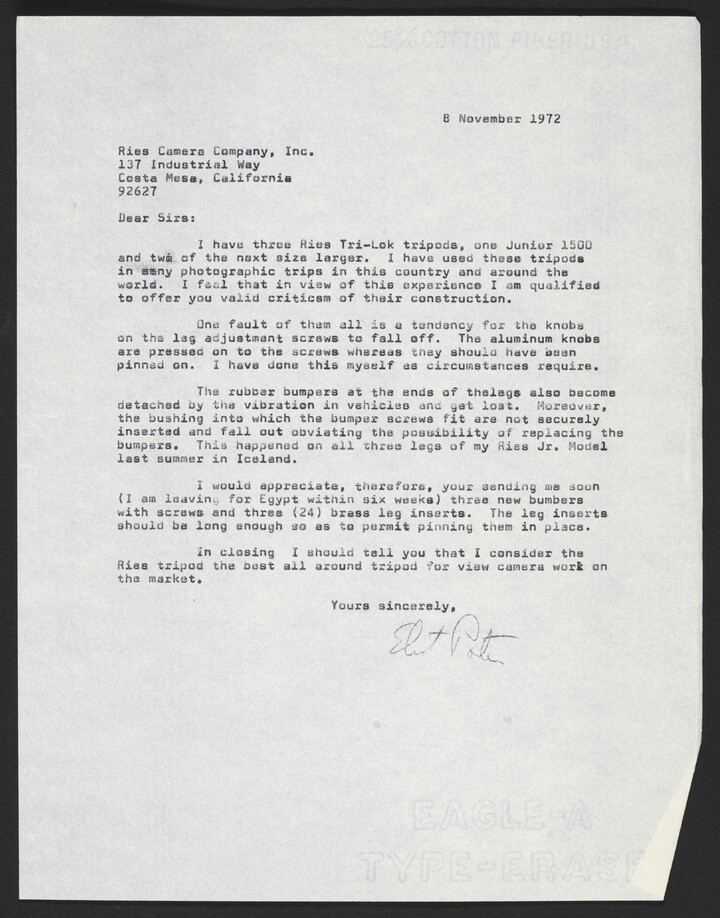 25% COTTON FIBER USA
8 November 1972
Ries Camera Company, Inc.
137 Industrial Way
Costa Mesa, California
92627
Dear Sirs:
I have three Ries Tri-Lok tripods, one Junior 1500
and two of the next size larger. I have used these tripods
in many photographic trips in this country and around the
world. I feel that in view of this experience I am qualified
to offer you valid criticsm of their construction.
One fault of them all is a tendency for the knobs
on the leg adjustment screws to fall off. The aluminum knobs
are pressed on to the screws whereas they should have been
pinned on. I have done this myself as circumstances require.
The rubber bumpers at the ends of thelegs also become
detached by the vibration in vehicles and get lost. Moreover,
the bushing into which the bumper screws fit are not securely
inserted and fall out obviating the possibility of replacing the
bumpers. This happened on all three legs of my Ries Jr. Model
last summer in Iceland.
I would appreciate, therefore, your sending me soon
(I am leaving for Egypt within six weeks) three new bumbers
with screws and three (24) brass leg inserts. The leg inserts
should be long enough so as to permit pinning them in place.
In closing I should tell you that I consider the
Ries tripod the best all around tripod for view camera work on
the market.
Yours sincerely,
Eliot Porter
EAGLE-A
TYPE-ERASE